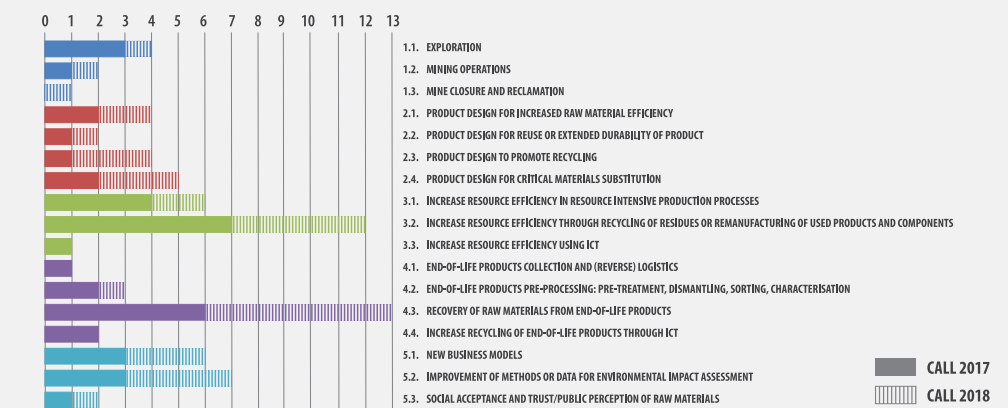 0 1 2 3 4 5 6 7 8 9 10 11 12 13
1.1. EXPLORATION
1.2. MINING OPERATIONS
1.3. MINE CLOSURE AND RECLAMATION
2.1. PRODUCT DESIGN FOR INCREASED RAW MATERIAL EFFICIENCY
2.2. PRODUCT DESIGN FOR REUSE OR EXTENDED DURABILITY OF PRODUCT
2.3. PRODUCT DESIGN TO PROMOTE RECYCLING
2.4. PRODUCT DESIGN FOR CRITICAL MATERIALS SUBSTITUTION
3.1. INCREASE RESOURCE EFFICIENCY IN RESOURCE INTENSIVE PRODUCTION PROCESSES
3.2. INCREASE RESOURCE EFFICIENCY THROUGH RECYCLING OF RESIDUES OR REMANUFACTURING OF USED PRODUCTS AND COMPONENTS
3.3. INCREASE RESOURCE EFFICIENCY USING ICT
4.1. END-OF-LIFE PRODUCTS COLLECTION AND (REVERSE) LOGISTICS
4.2. END-OF-LIFE PRODUCTS PRE-PROCESSING: PRE-TREATMENT, DISMANTLING, SORTING, CHARACTERISATION
4.3. RECOVERY OF RAW MATERIALS FROM END-OF-LIFE PRODUCTS
4.4. INCREASE RECYCLING OF END-OF-LIFE PRODUCTS THROUGH ICT
5.1. NEW BUSINESS MODELS
5.2. IMPROVEMENT OF METHODS OR DATA FOR ENVIRONMENTAL IMPACT ASSESSMENT
5.3. SOCIAL ACCEPTANCE AND TRUST/PUBLIC PERCEPTION OF RAW MATERIALS
CALL 2017
CALL 2018